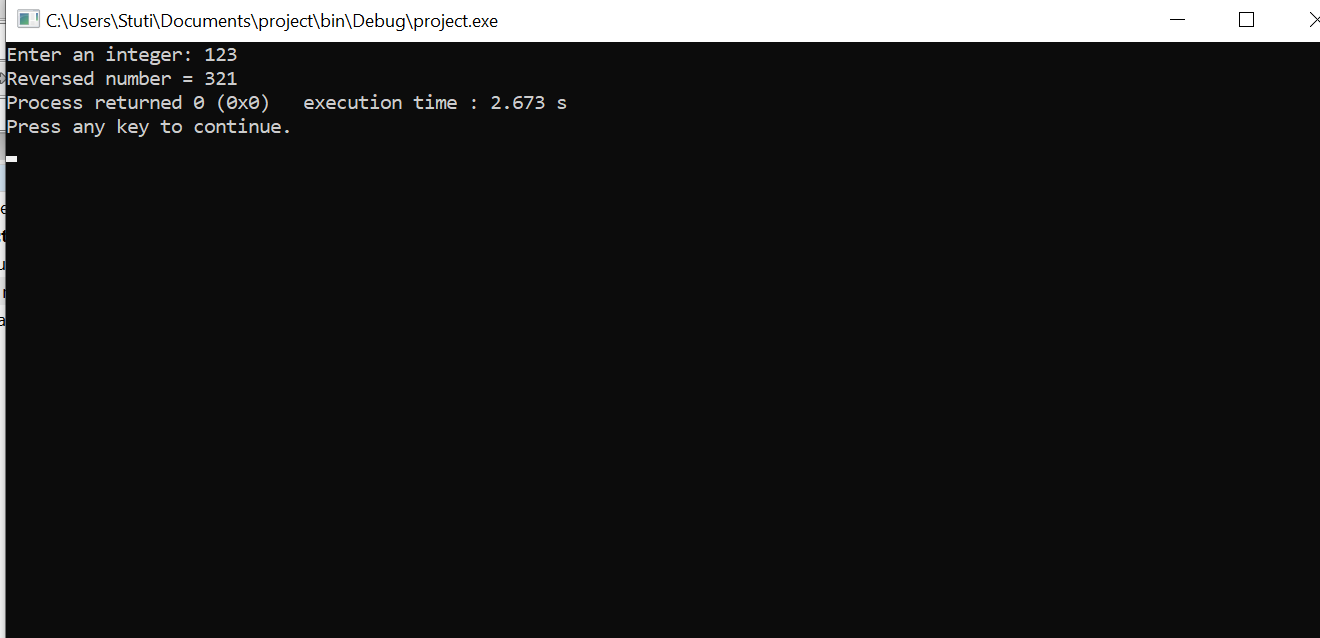 C:\Users\Stuti\Documents\project\bin\Debug\project.exe
Enter an integer: 123
Reversed number = 321
Process returned 0 (0x0)   execution time : 2.673 s
Press any key to continue.